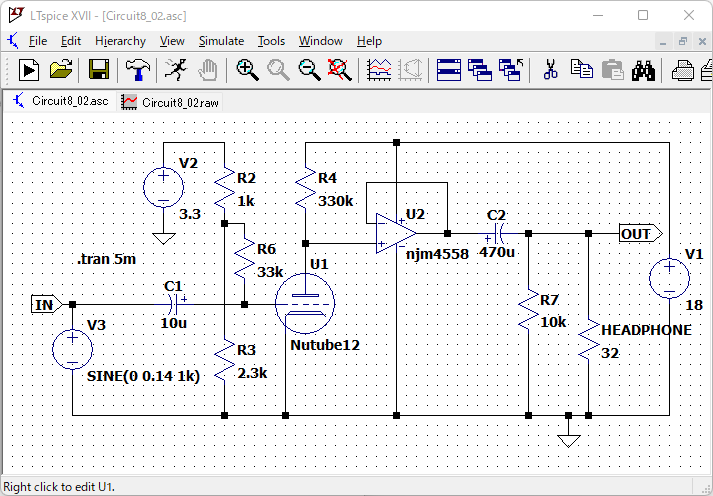 LTspice XVII - [Circuit8_02.asc]
File Edit Hierarchy View Simulate Tools Window Help
Circuit8_02.asc Circuit8_02.raw
V2
3.3
R2
1k
R4
330k
R6
33k
U2
njm4558
C2
470u
OUT
V1
18
.tran 5m
C1
10u
IN
V3
SINE(0 0.14 1k)
R3
2.3k
U1
Nutube12
R7
10k
HEADPHONE
32
Right click to edit U1.